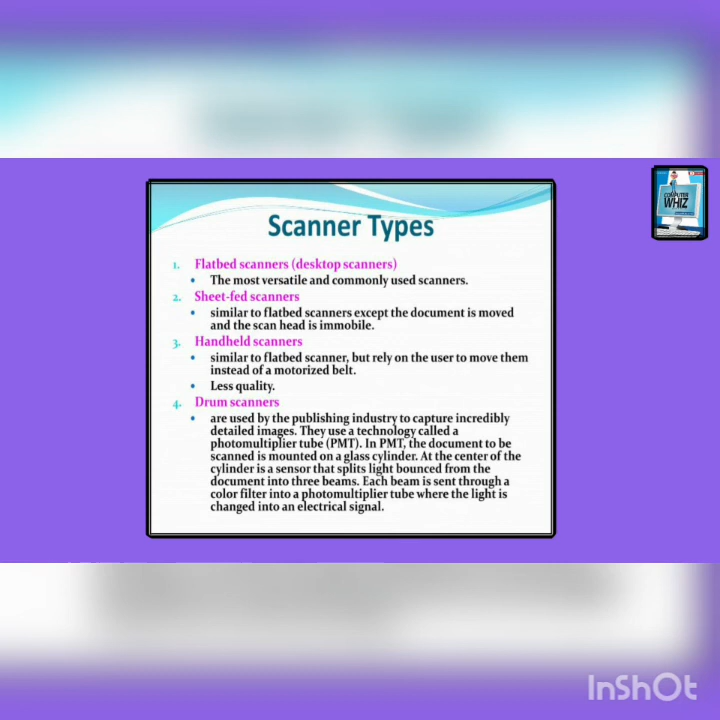 COMPUTER
WHIZ
Scanner Types
1. Flatbed scanners (desktop scanners)
• The most versatile and commonly used scanners.
2. Sheet-fed scanners
• similar to flatbed scanners except the document is moved
and the scan head is immobile.
3. Handheld scanners
• similar to flatbed scanner, but rely on the user to move them
instead of a motorized belt.
• Less quality.
4. Drum scanners
• are used by the publishing industry to capture incredibly
detailed images. They use a technology called a
photomultiplier tube (PMT). In PMT, the document to be
scanned is mounted on a glass cylinder. At the center of the
cylinder is a sensor that splits light bounced from the
document into three beams. Each beam is sent through a
color filter into a photomultiplier tube where the light is
changed into an electrical signal.
InShOt